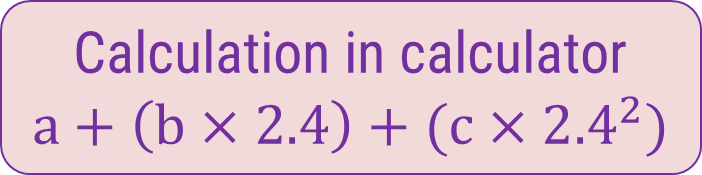 Calculation in calculator
a + (b × 2.4) + (c × 2.4²)